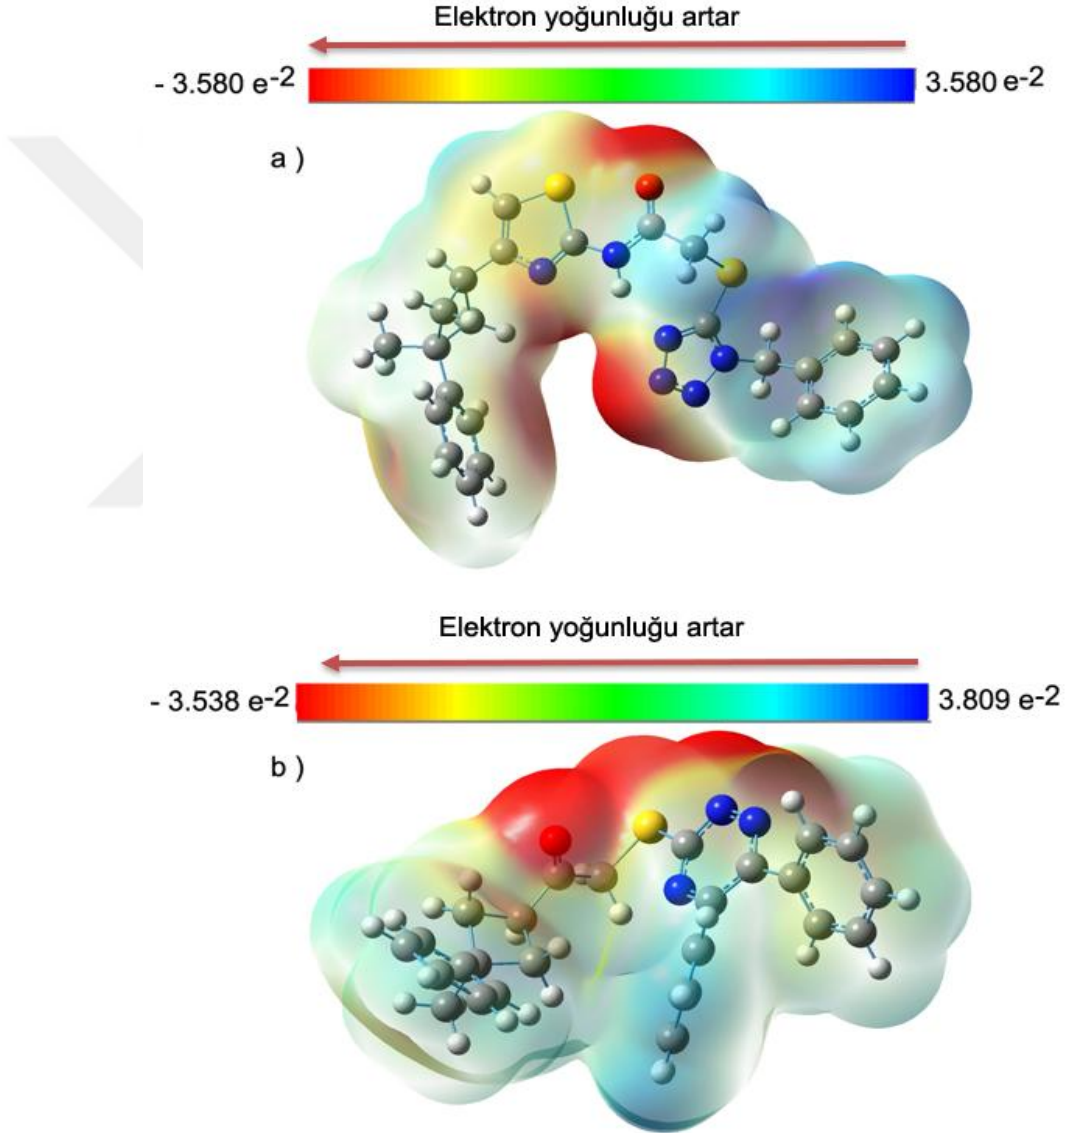 Elektron yoğunluğu artar
- 3.580 e-2 3.580 e-2
a )
Elektron yoğunluğu artar
- 3.538 e-2 3.809 e-2
b )